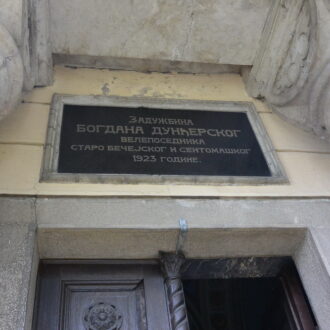 Задужбина
БОГДАНА ДУНЂЕРСКОГ
ВЕЛЕПОСЕДНИКА
СТАРО БЕЧЕЈСКОГ И СЕНТОМАШКОГ
1923 ГОДИНЕ.